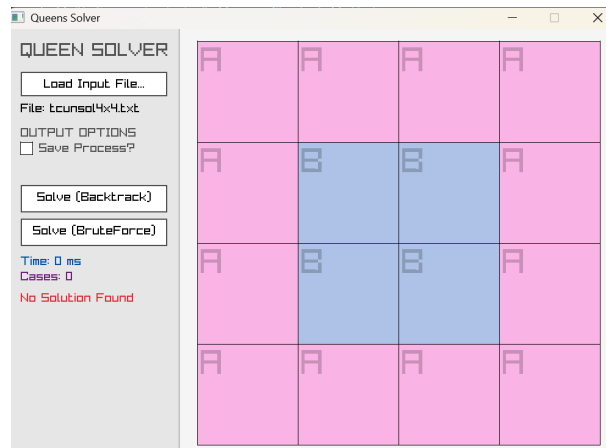 Queens Solver
QUEEN SOLVER
Load Input File...
File: tcunsol4x4.txt
OUTPUT OPTIONS
Save Process?
Solve (Backtrack)
Solve (BruteForce)
Time: 0 ms
Cases: 0
No Solution Found
A A A A
A B B A
A B B A
A A A A